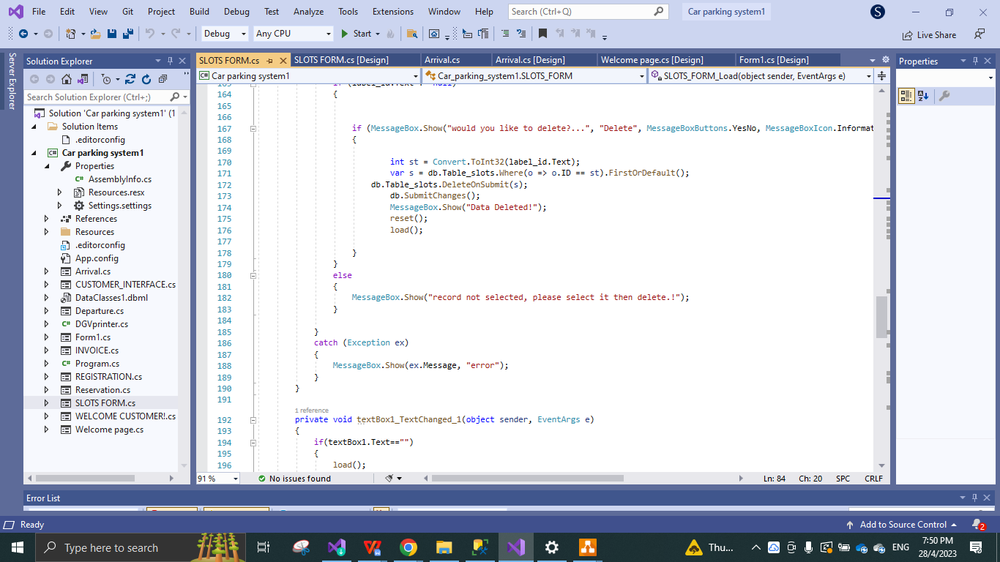 File Edit View Git Project Build Debug Test Analyze Tools Extensions Window Help Search (Ctrl+Q) Car parking system1 S
Debug Any CPU Start Live Share
Server Explorer
Solution Explorer
Search Solution Explorer (Ctrl+;)
Solution 'Car parking system1' (1
Solution Items
.editorconfig
Car parking system1
Properties
AssemblyInfo.cs
Resources.resx
Settings.settings
References
Resources
.editorconfig
App.config
Arrival.cs
CUSTOMER_INTERFACE.cs
DataClasses1.dbml
Departure.cs
DGVprinter.cs
Form1.cs
INVOICE.cs
Program.cs
REGISTRATION.cs
Reservation.cs
SLOTS FORM.cs
WELCOME CUSTOMER!.cs
Welcome page.cs
SLOTS FORM.cs SLOTS FORM.cs [Design] Arrival.cs Arrival.cs [Design] Welcome page.cs [Design] Form1.cs [Design]
Car parking system1 Car_parking_system1.SLOTS_FORM SLOTS_FORM_Load(object sender, EventArgs e)
164 {
165
166
167 if (MessageBox.Show("would you like to delete?...", "Delete", MessageBoxButtons.YesNo, MessageBoxIcon.Informat
168 {
169
170 int st = Convert.ToInt32(label_id.Text);
171 var s = db.Table_slots.Where(o => o.ID == st).FirstOrDefault();
172 db.Table_slots.DeleteOnSubmit(s);
173 db.SubmitChanges();
174 MessageBox.Show("Data Deleted!");
175 reset();
176 load();
177
178 }
179 }
180 else
181 {
182 MessageBox.Show("record not selected, please select it then delete.!");
183 }
184
185 }
186 catch (Exception ex)
187 {
188 MessageBox.Show(ex.Message, "error");
189 }
190 }
191
1 reference
192 private void textBox1_TextChanged_1(object sender, EventArgs e)
193 {
194 if(textBox1.Text=="")
195 {
196 load();
91 % No issues found Ln: 84 Ch: 20 SPC CRLF
Properties
Error List
Ready Add to Source Control 2
Type here to search Thu... ENG 7:50 PM
28/4/2023